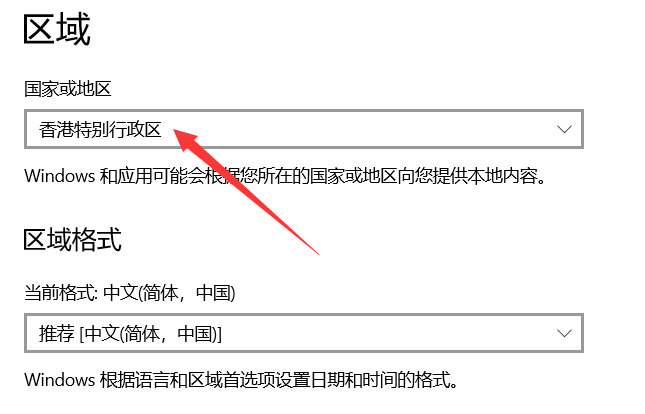 区域
国家或地区
香港特别行政区
Windows 和应用可能会根据您所在的国家或地区向您提供本地内容。
区域格式
当前格式: 中文(简体，中国)
推荐 [中文(简体，中国)]
Windows 根据语言和区域首选项设置日期和时间的格式。